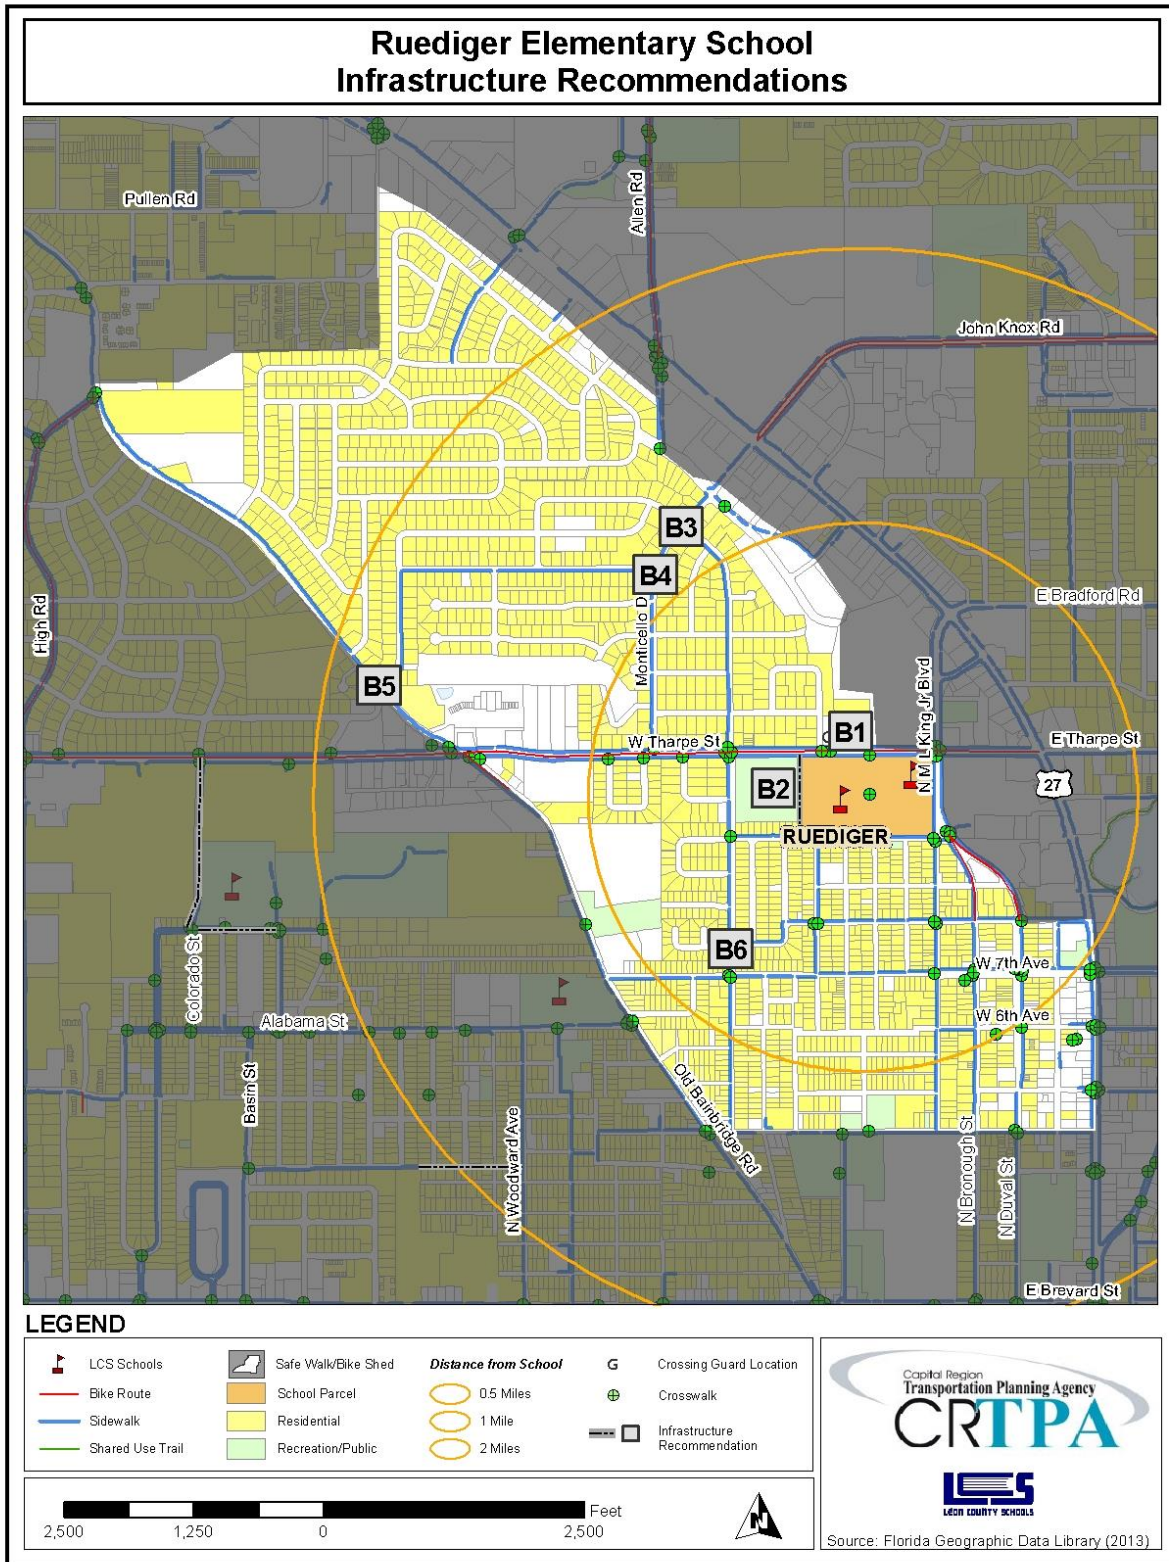 Ruediger Elementary School
Infrastructure Recommendations
Pullen Rd
Allen Rd
John Knox Rd
B3
B4
E Bradford Rd
High Rd
Monticello D
B5
N M L King Jr Blvd
B1
W Tharpe St
E Tharpe St
B2
27
RUEDIGER
B6
W 7th Ave
Colorado St
W 6th Ave
Alabama St
Basin St
Old Bainbridge Rd
N Woodward Ave
N Bronough St
N Duval St
E Brevard St
LEGEND
LCS Schools
Bike Route
Sidewalk
Shared Use Trail
Safe Walk/Bike Shed
School Parcel
Residential
Recreation/Public
Distance from School
0.5 Miles
1 Mile
2 Miles
G Crossing Guard Location
Crosswalk
Infrastructure
Recommendation
Capital Region
Transportation Planning Agency
CRTPA
LCS
LEON COUNTY SCHOOLS
Source: Florida Geographic Data Library (2013)
Feet
2,500 1,250 0 2,500
N